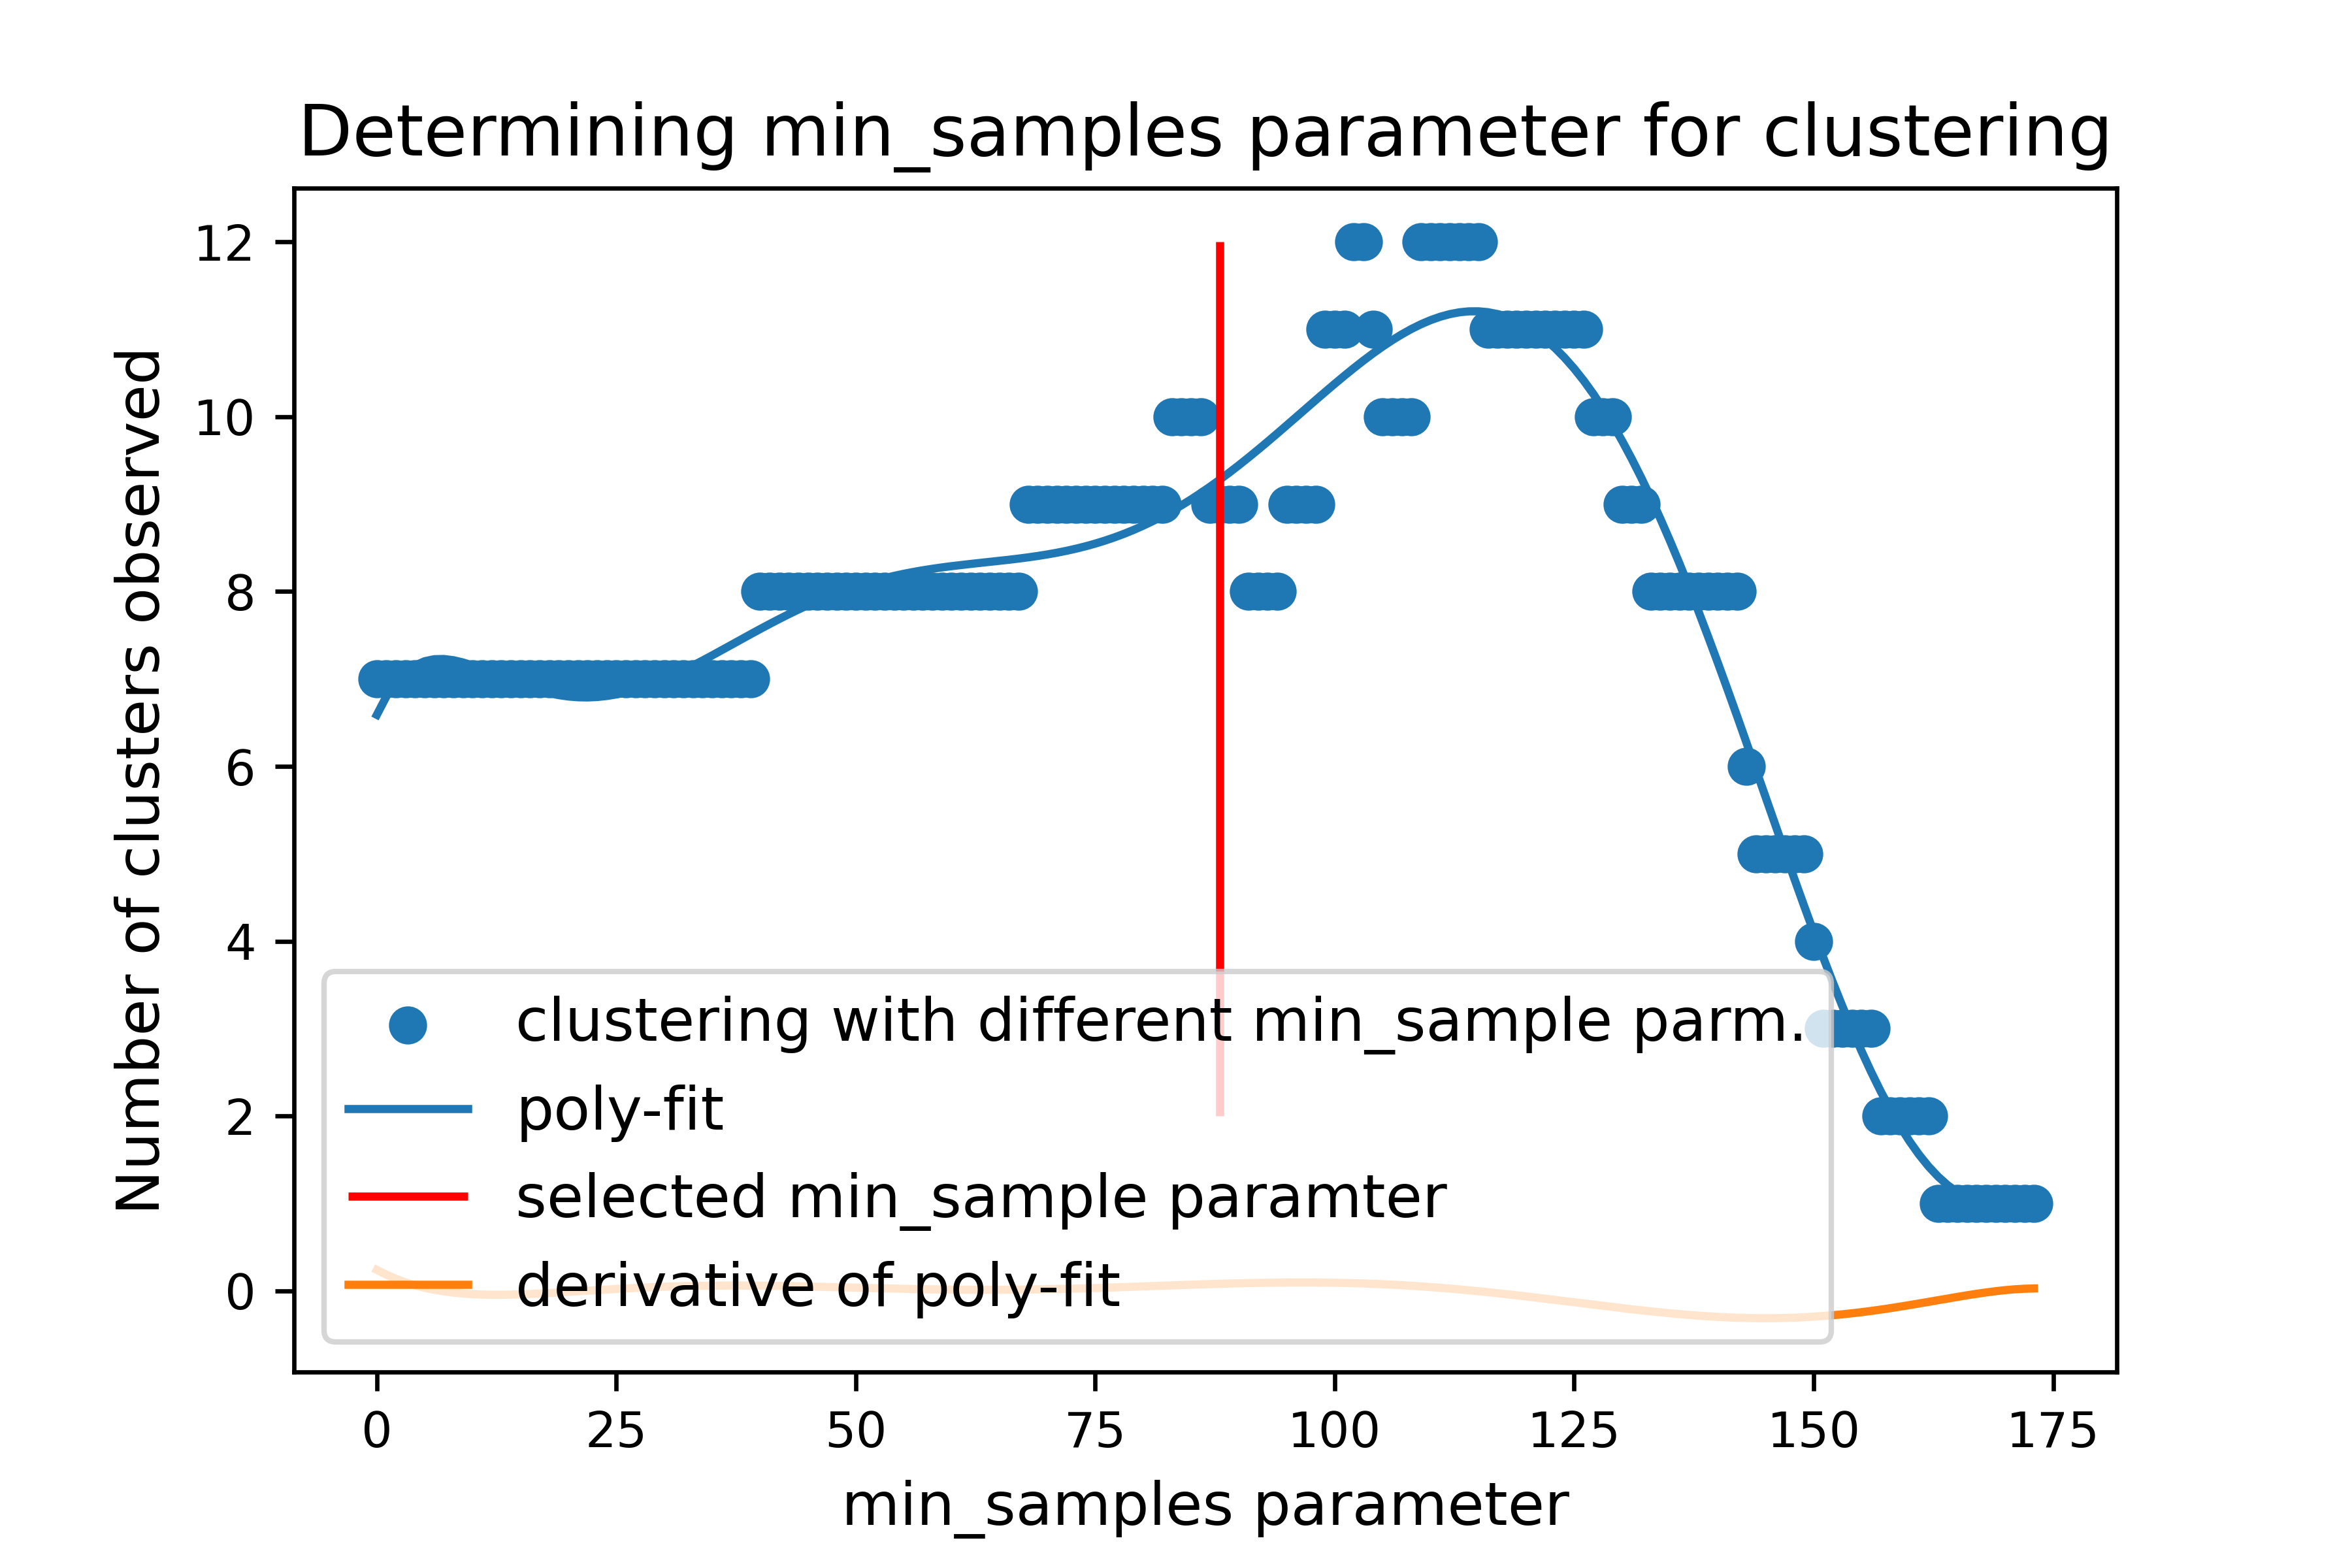 Determining min_samples parameter for clustering
Number of clusters observed
12
10
8
6
4
2
0
clustering with different min_sample parm.
poly-fit
selected min_sample paramter
derivative of poly-fit
0 25 50 75 100 125 150 175
min_samples parameter